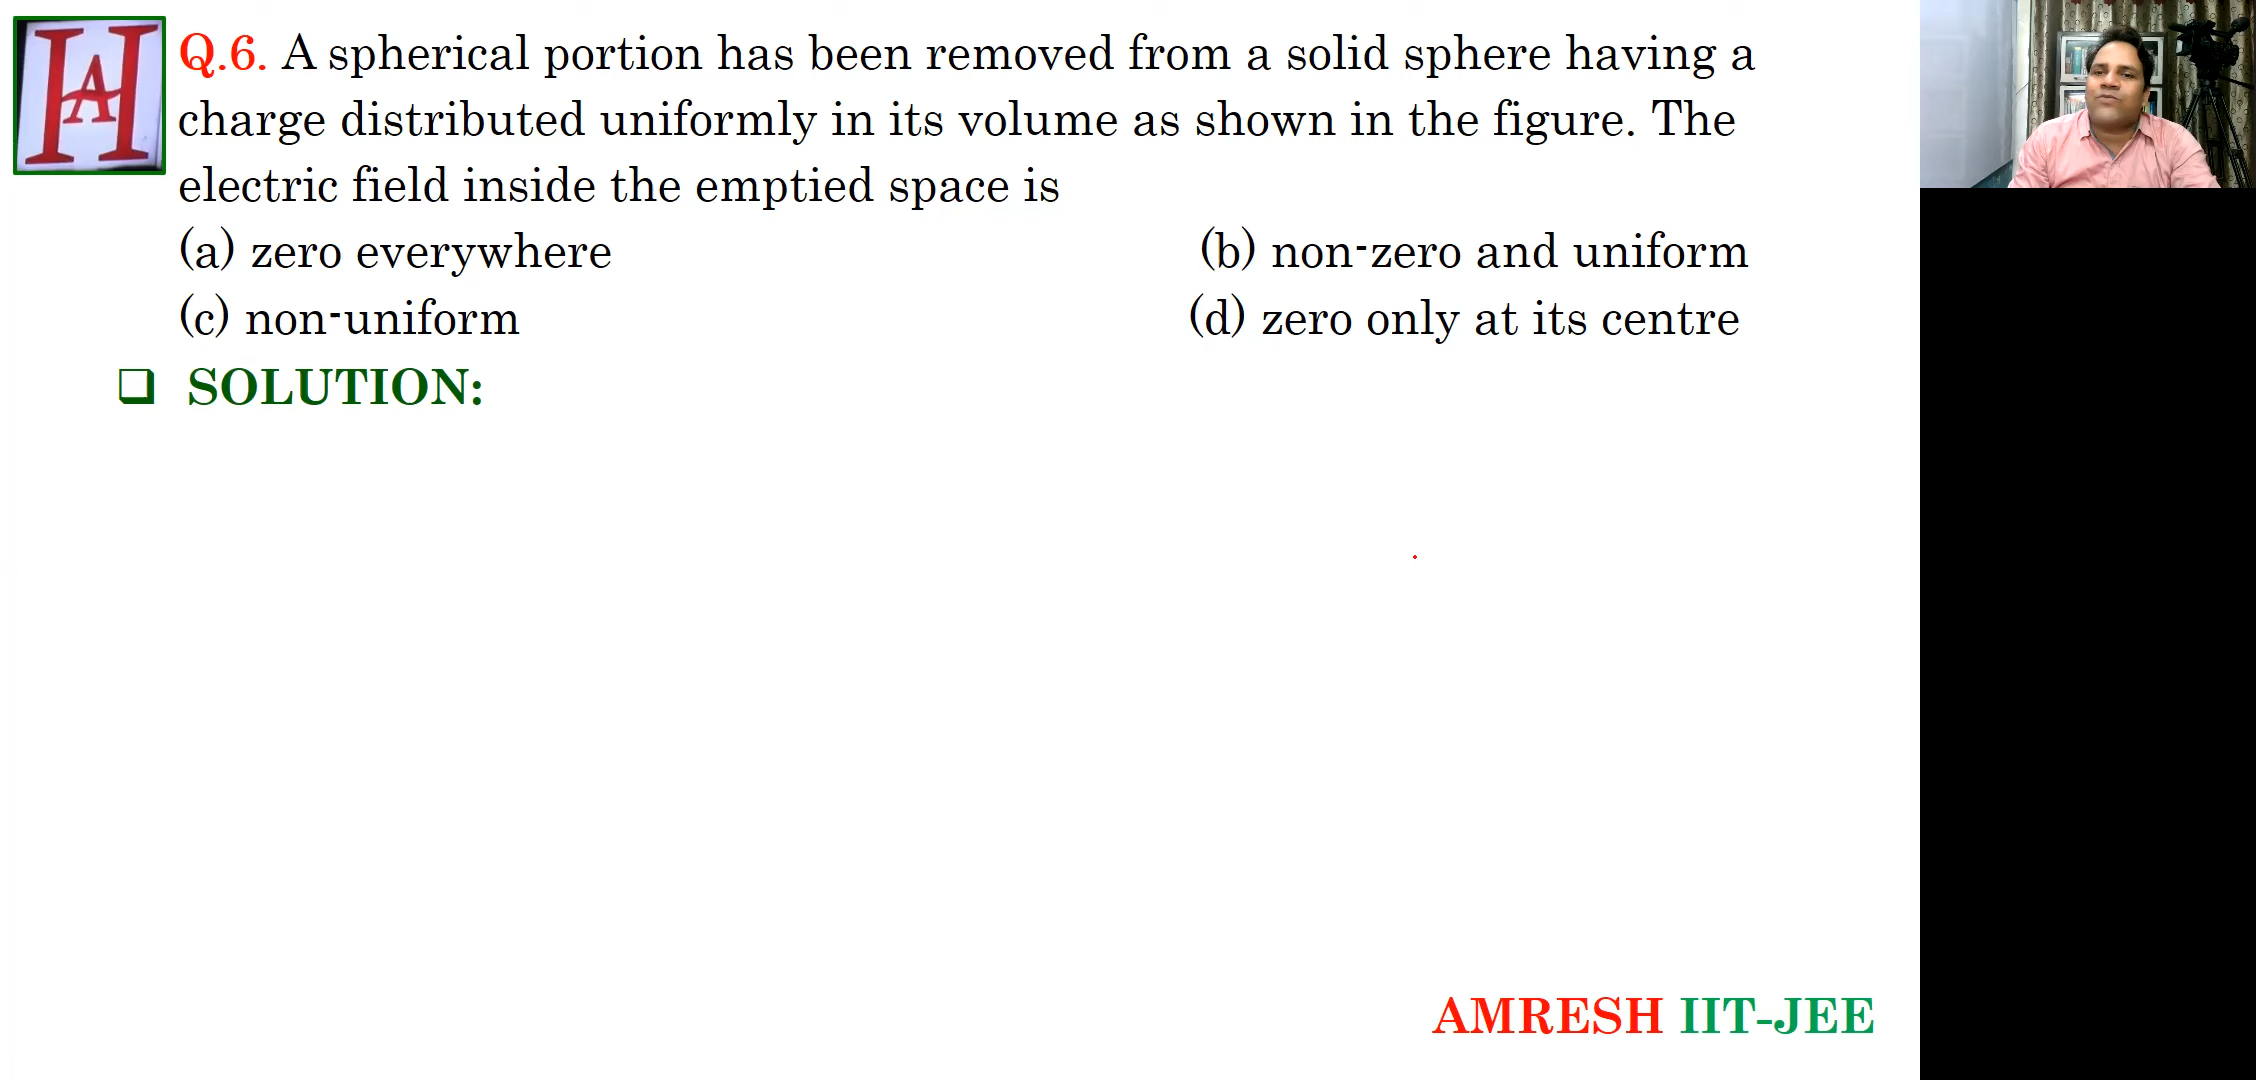 HA
Q.6. A spherical portion has been removed from a solid sphere having a
charge distributed uniformly in its volume as shown in the figure. The
electric field inside the emptied space is
(a) zero everywhere (b) non-zero and uniform
(c) non-uniform (d) zero only at its centre
❑ SOLUTION:
AMRESH IIT-JEE